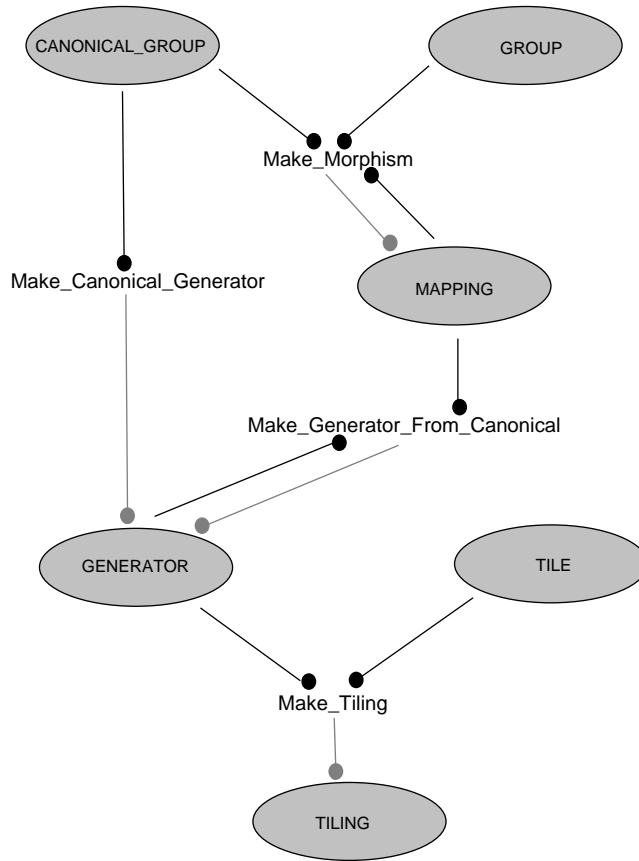 CANONICAL_GROUP
GROUP
Make_Morphism
Make_Canonical_Generator
MAPPING
Make_Generator_From_Canonical
GENERATOR
TILE
Make_Tiling
TILING